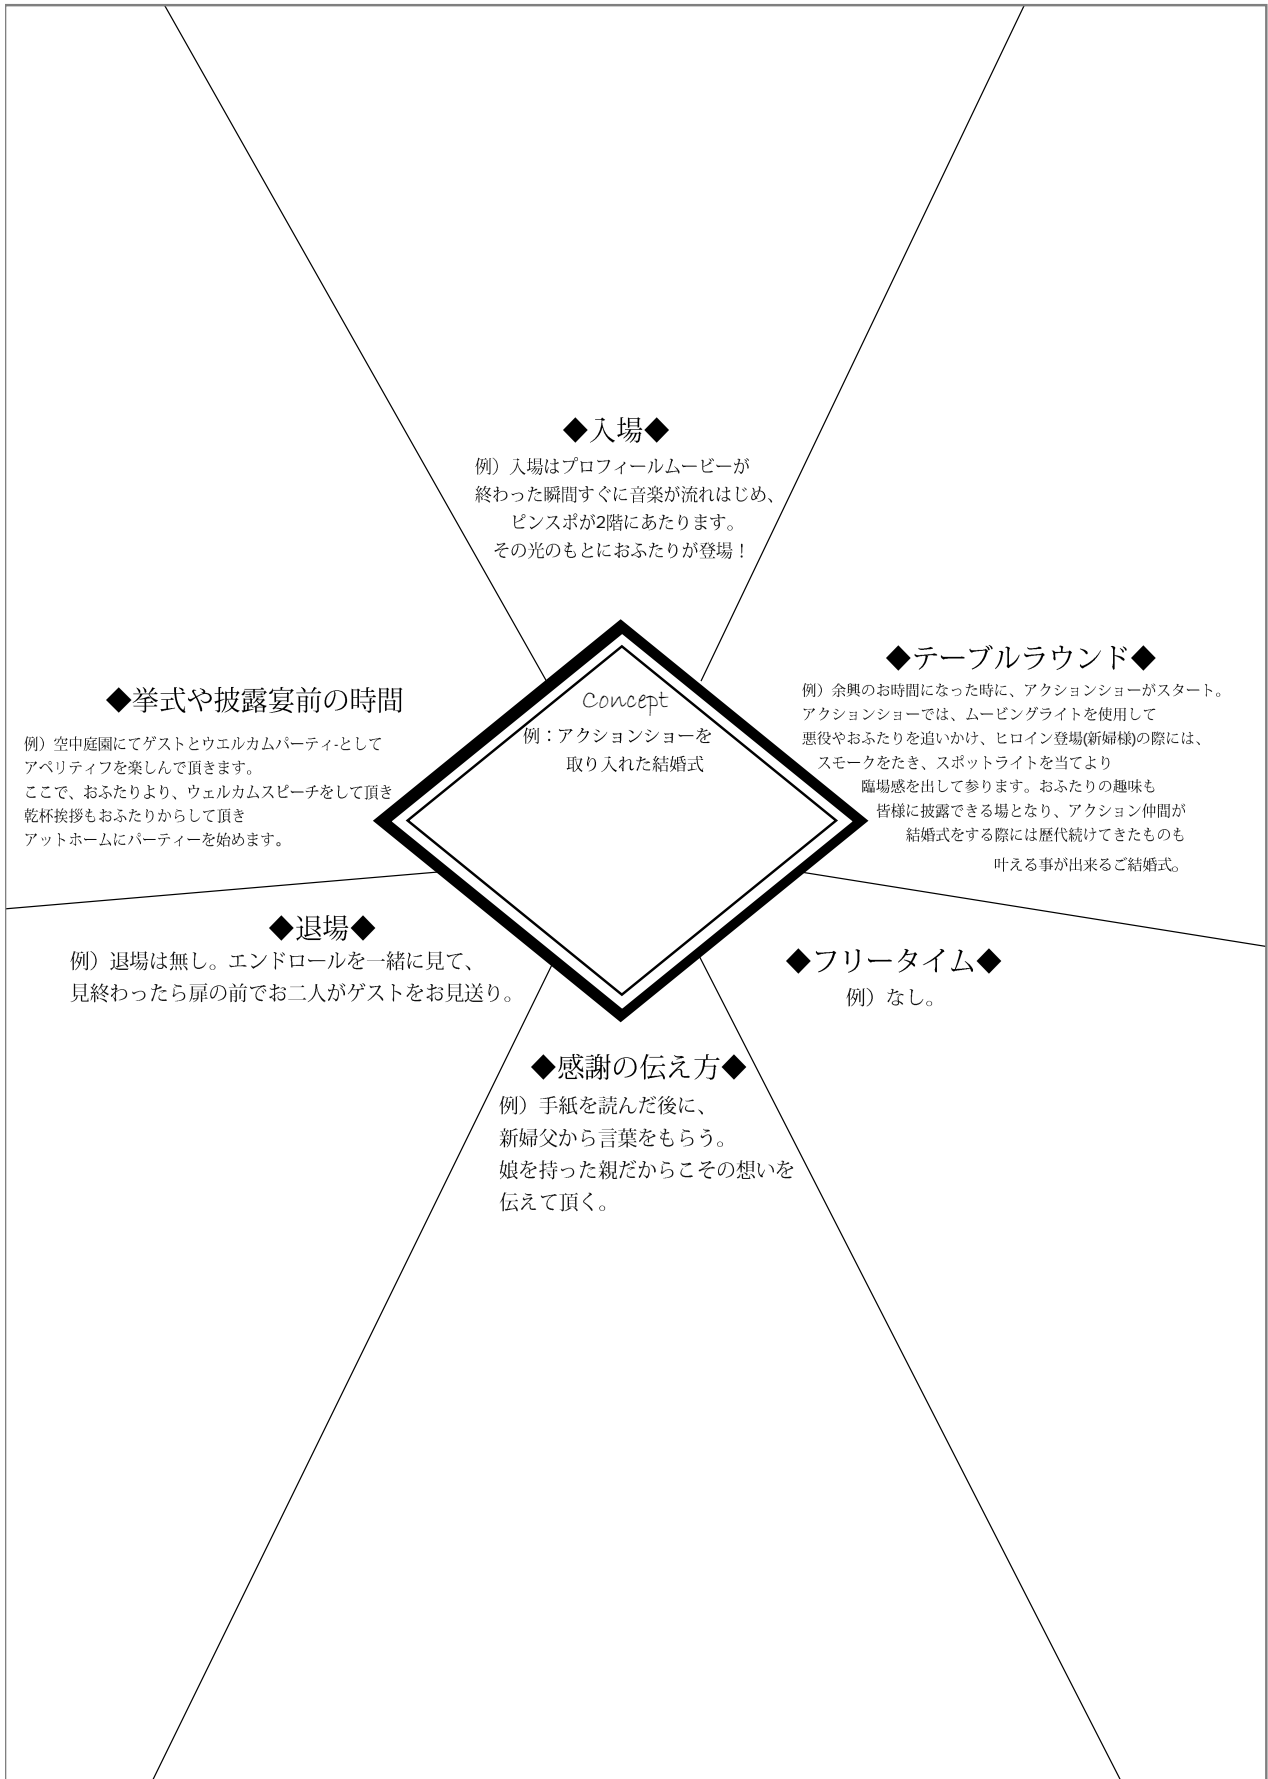 ◆入場◆
例）入場はプロフィールムービーが
終わった瞬間すぐに音楽が流れはじめ、
ピンスポが2階にあたります。
その光のもとにおふたりが登場！
◆テーブルラウンド◆
例）余興のお時間になった時に、アクションショーがスタート。
アクションショーでは、ムービングライトを使用して
悪役やおふたりを追いかけ、ヒロイン登場(新婦様)の際には、
スモークをたき、スポットライトを当てより
臨場感を出して参ります。おふたりの趣味も
皆様に披露できる場となり、アクション仲間が
結婚式をする際には歴代続けてきたものも
叶える事が出来るご結婚式。
◆挙式や披露宴前の時間
例）空中庭園にてゲストとウエルカムパーティ-として
アペリティフを楽しんで頂きます。
ここで、おふたりより、ウェルカムスピーチをして頂き
乾杯挨拶もおふたりからして頂き
アットホームにパーティーを始めます。
Concept
例：アクションショーを
取り入れた結婚式
◆退場◆
例）退場は無し。エンドロールを一緒に見て、
見終わったら扉の前でお二人がゲストをお見送り。
◆フリータイム◆
例）なし。
◆感謝の伝え方◆
例）手紙を読んだ後に、
新婦父から言葉をもらう。
娘を持った親だからこその想いを
伝えて頂く。